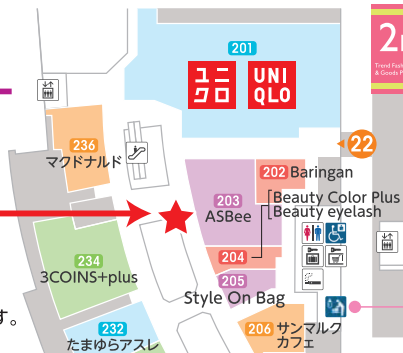 201
ユニ
クロ
UNI
QLO
2
Trend Fash
& Goods F
236
マクドナルド
22
202 Baringan
203
ASBee
Beauty Color Plus
Beauty eyelash
204
234
3COINS+plus
205
Style On Bag
す。
232
たまゆらアスレ
206 サンマルク
カフェ